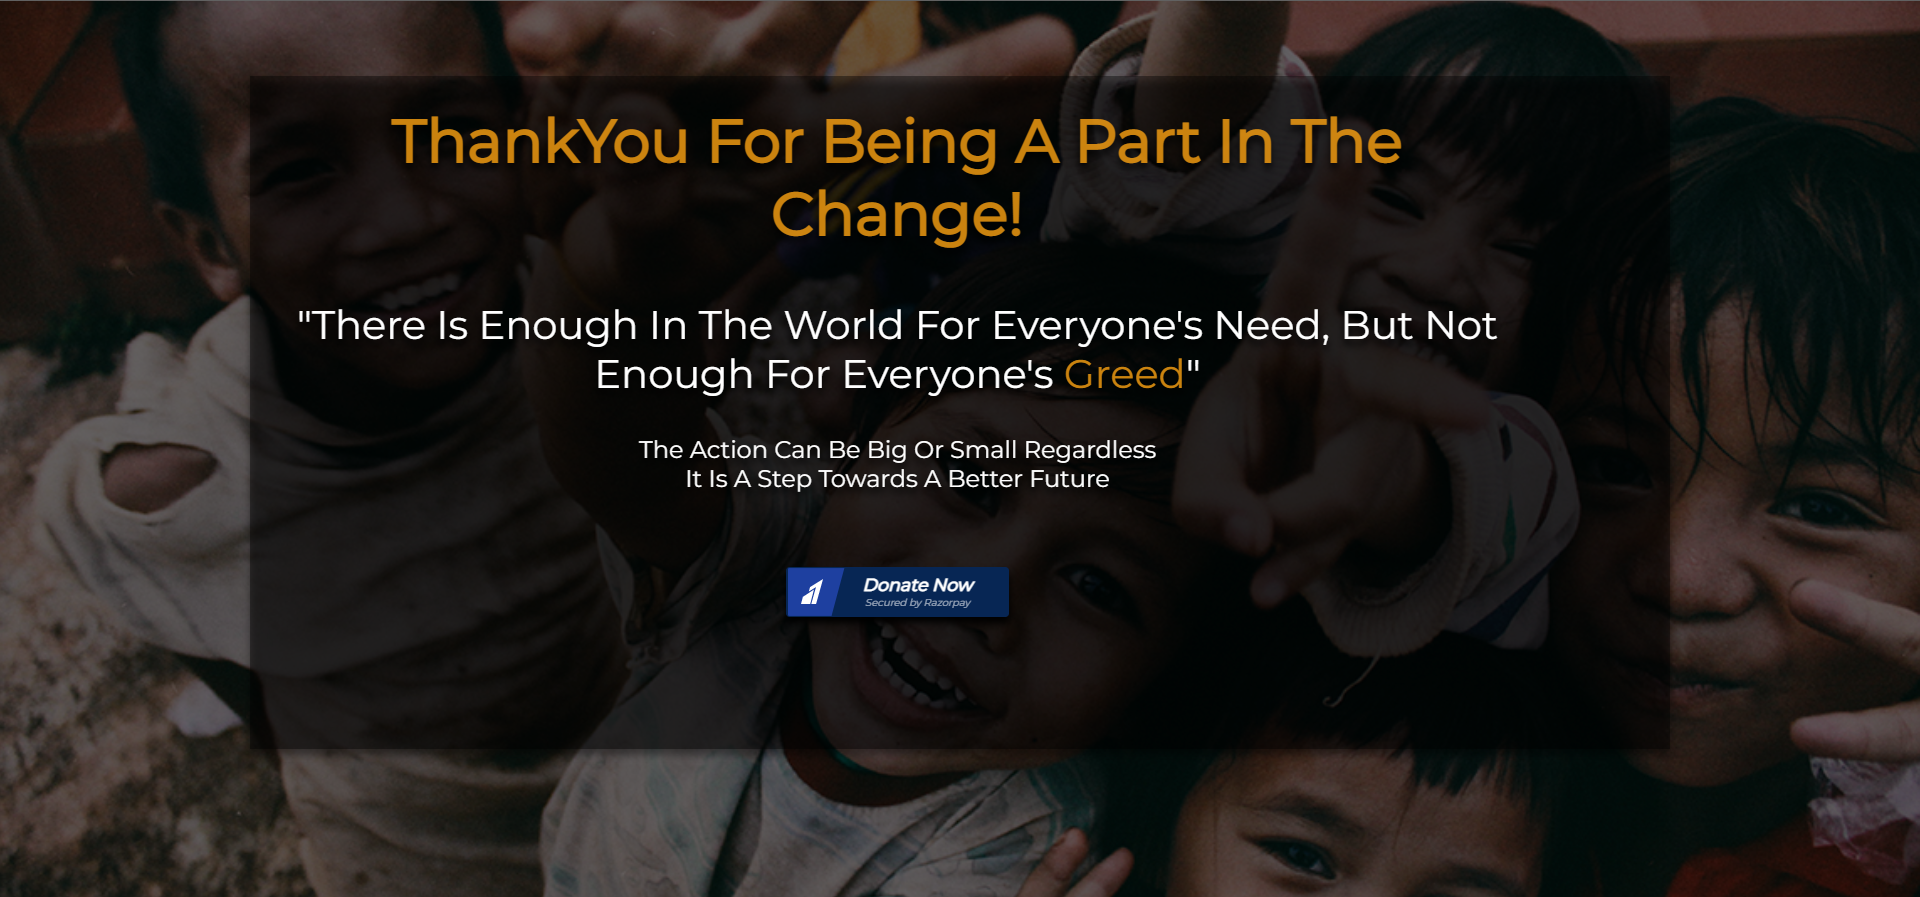 ThankYou For Being A Part In The
Change!
"There Is Enough In The World For Everyone's Need, But Not
Enough For Everyone's Greed"
The Action Can Be Big Or Small Regardless
It Is A Step Towards A Better Future
Donate Now
Secured by Razorpay